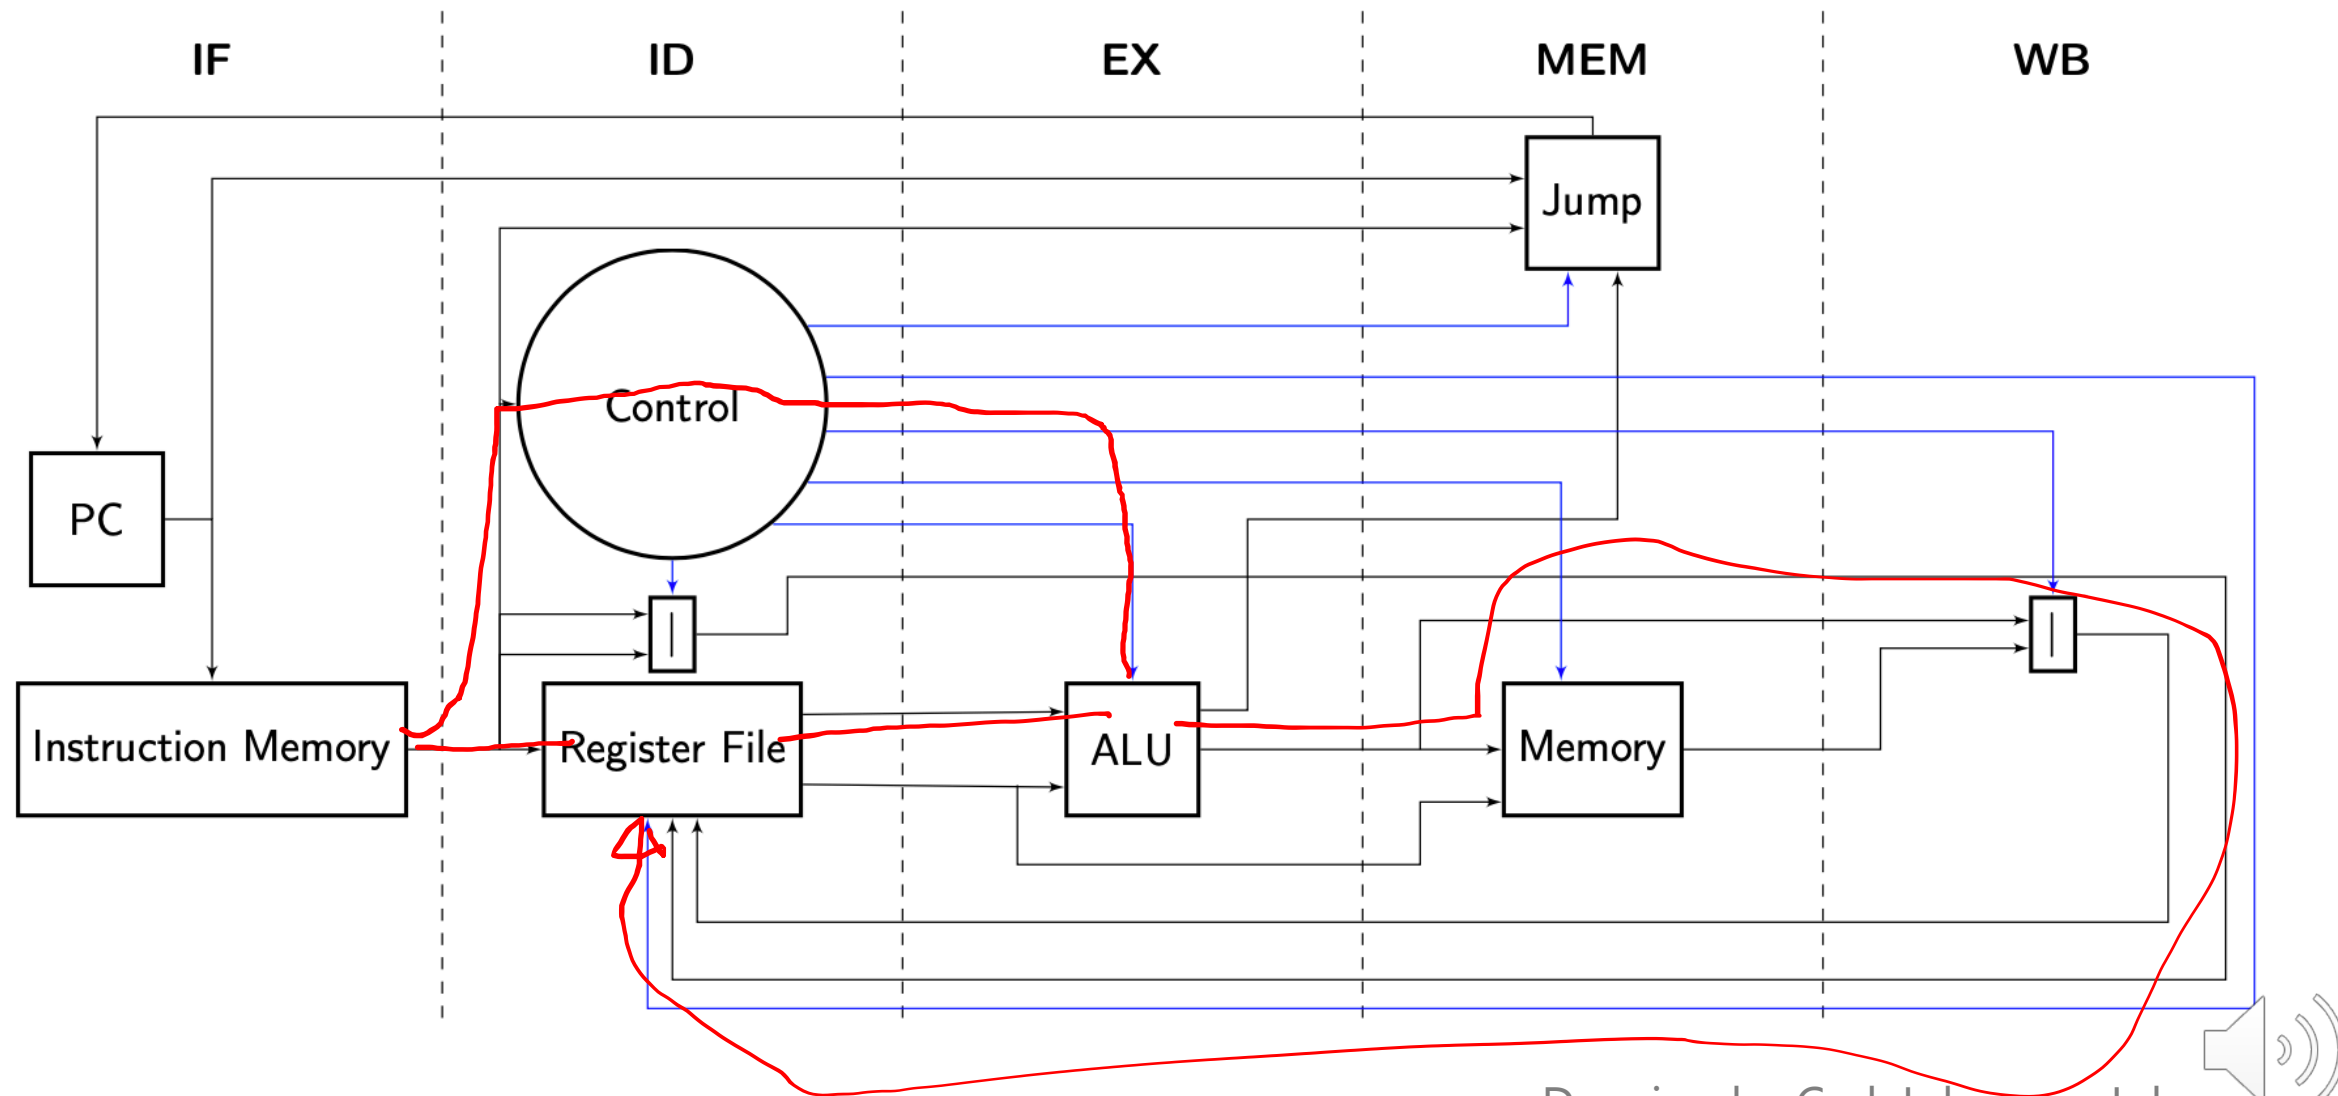 IF ID EX MEM WB
Jump
Control
PC
Instruction Memory Register File ALU Memory